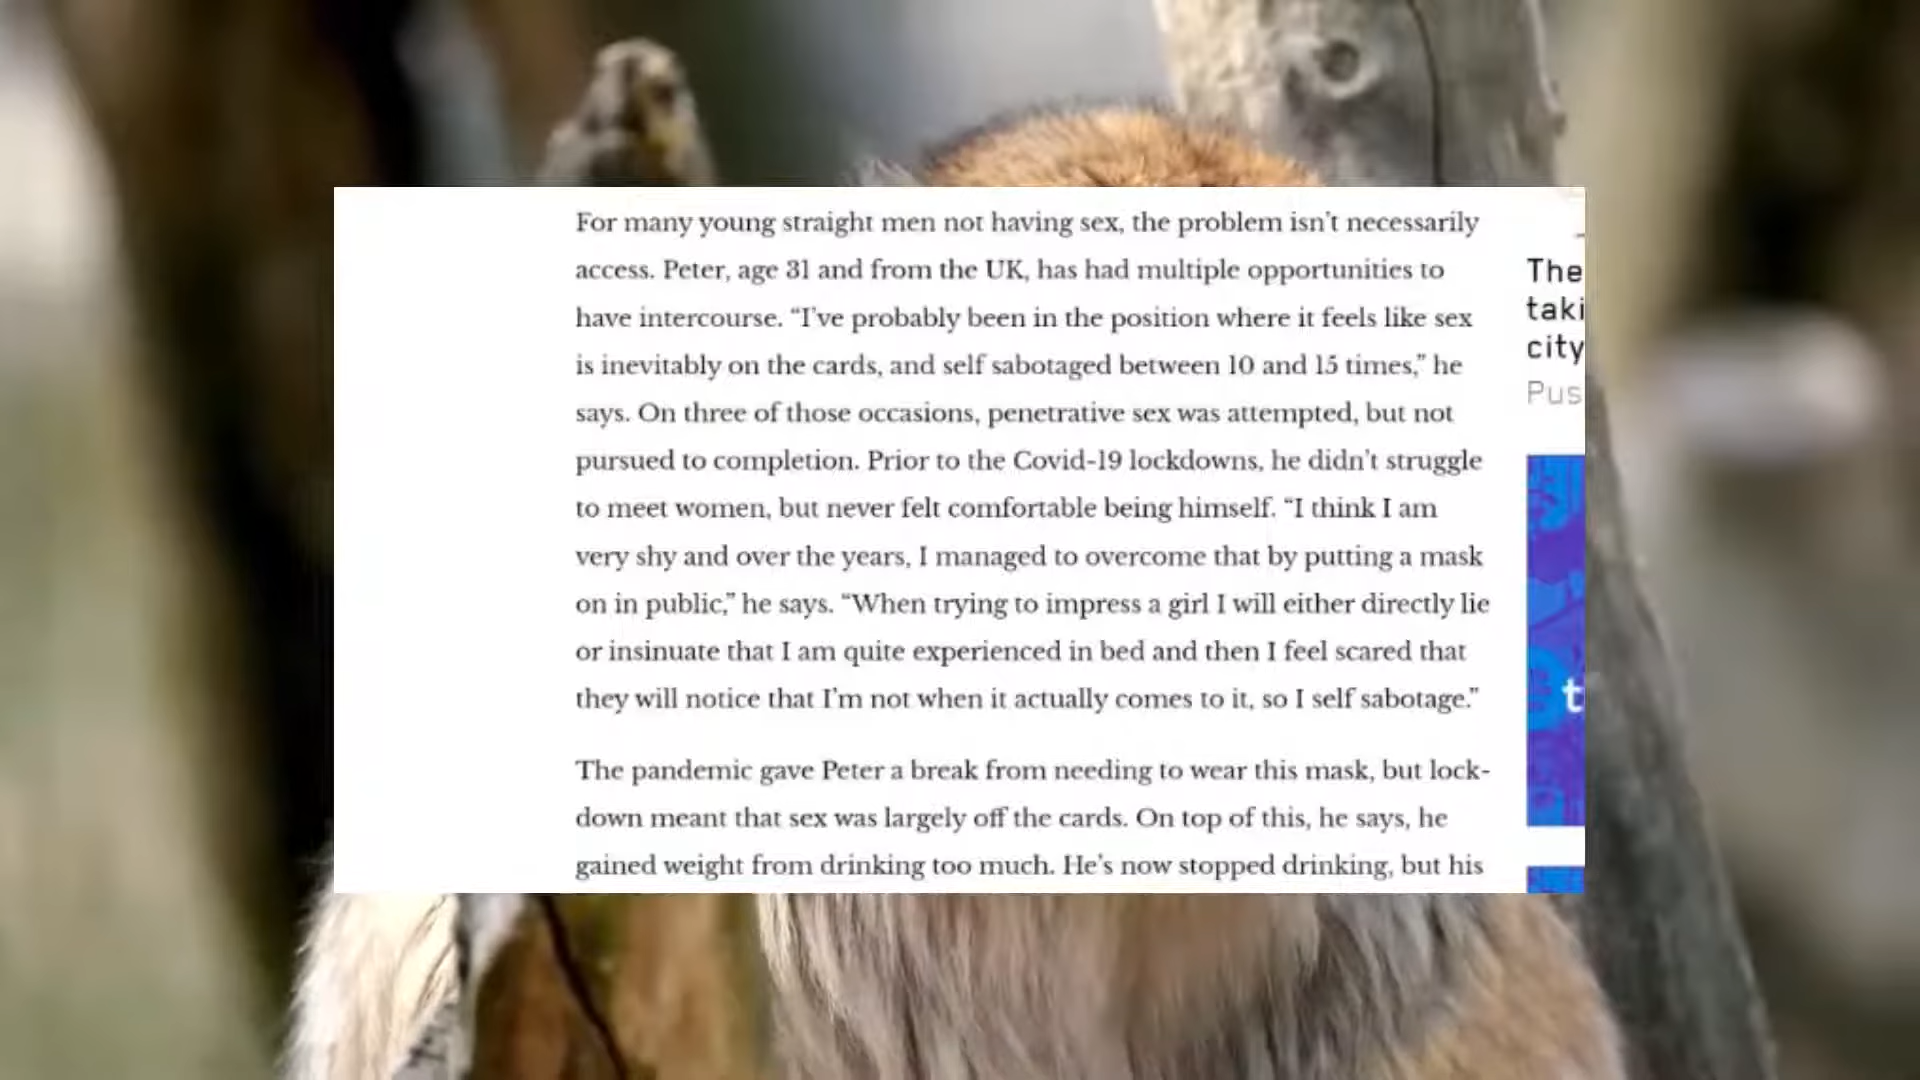 For many young straight men not having sex, the problem isn't necessarily
access. Peter, age 31 and from the UK, has had multiple opportunities to
have intercourse. “I've probably been in the position where it feels like sex
is inevitably on the cards, and self sabotaged between 10 and 15 times,” he
says. On three of those occasions, penetrative sex was attempted, but not
pursued to completion. Prior to the Covid-19 lockdowns, he didn't struggle
to meet women, but never felt comfortable being himself. “I think I am
very shy and over the years, I managed to overcome that by putting a mask
on in public,” he says. “When trying to impress a girl I will either directly lie
or insinuate that I am quite experienced in bed and then I feel scared that
they will notice that I'm not when it actually comes to it, so I self sabotage.”
The pandemic gave Peter a break from needing to wear this mask, but lock-
down meant that sex was largely off the cards. On top of this, he says, he
gained weight from drinking too much. He's now stopped drinking, but his
The
taki
city
Pus
t